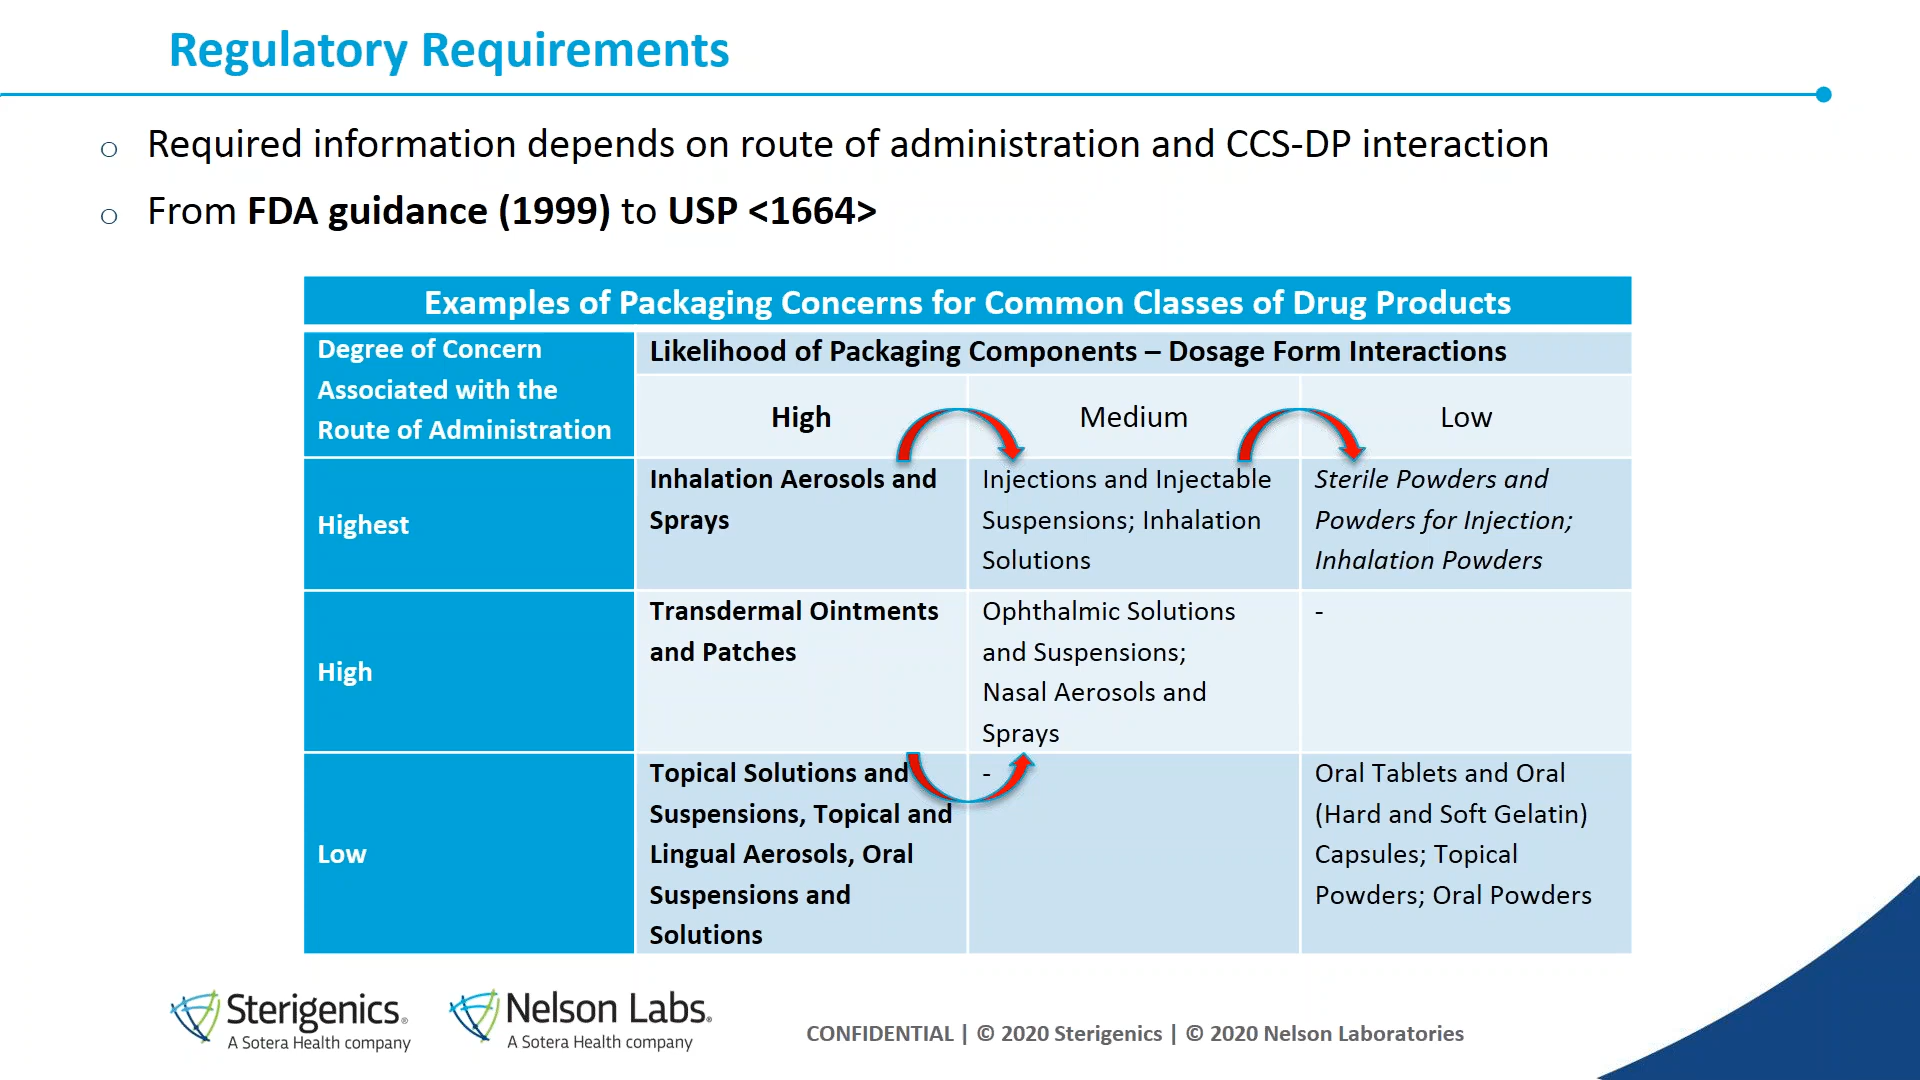 Regulatory Requirements
○ Required information depends on route of administration and CCS-DP interaction
○ From FDA guidance (1999) to USP <1664>
Examples of Packaging Concerns for Common Classes of Drug Products
Degree of Concern
Associated with the
Route of Administration
Likelihood of Packaging Components – Dosage Form Interactions
High
Medium
Low
Highest
Inhalation Aerosols and
Sprays
Injections and Injectable
Suspensions; Inhalation
Solutions
Sterile Powders and
Powders for Injection;
Inhalation Powders
High
Transdermal Ointments
and Patches
Ophthalmic Solutions
and Suspensions;
Nasal Aerosols and
Sprays
-
Low
Topical Solutions and
Suspensions, Topical and
Lingual Aerosols, Oral
Suspensions and
Solutions
-
Oral Tablets and Oral
(Hard and Soft Gelatin)
Capsules; Topical
Powders; Oral Powders
Sterigenics®
A Sotera Health company
Nelson Labs®
A Sotera Health company
CONFIDENTIAL | © 2020 Sterigenics | © 2020 Nelson Laboratories